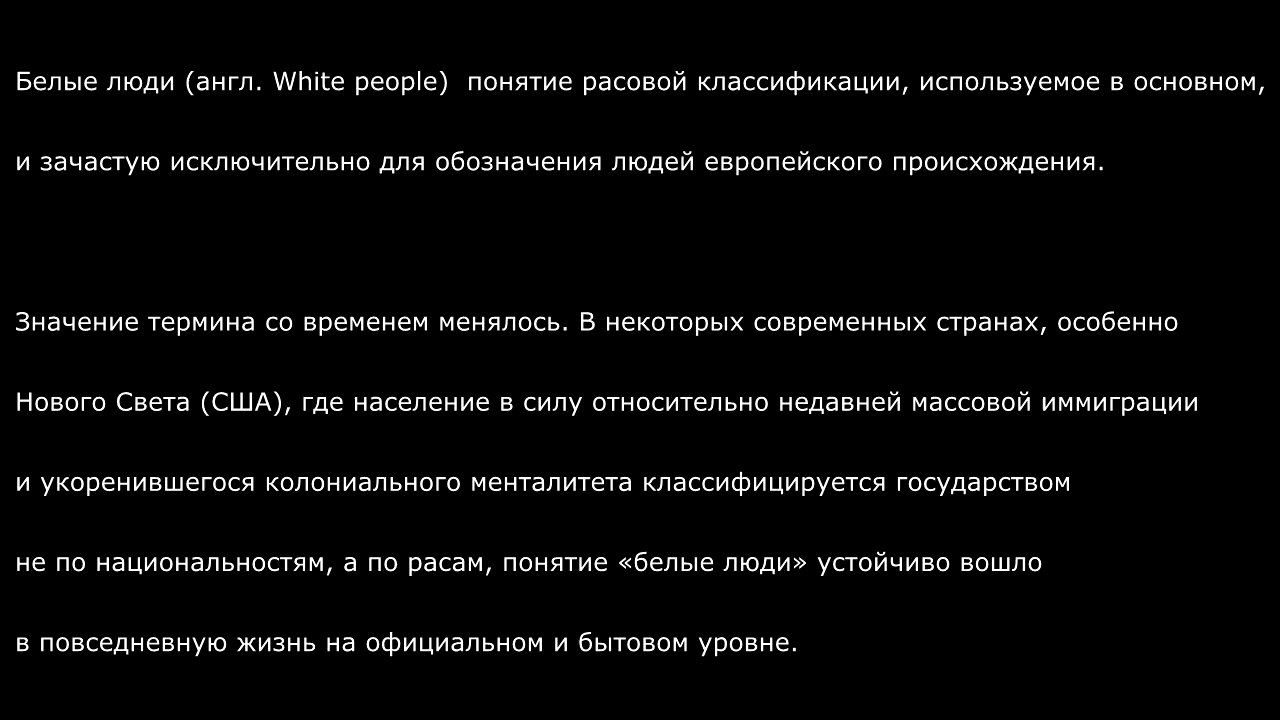 Белые люди (англ. White people)  понятие расовой классификации, используемое в основном,
и зачастую исключительно для обозначения людей европейского происхождения.
Значение термина со временем менялось. В некоторых современных странах, особенно
Нового Света (США), где население в силу относительно недавней массовой иммиграции
и укоренившегося колониального менталитета классифицируется государством
не по национальностям, а по расам, понятие «белые люди» устойчиво вошло
в повседневную жизнь на официальном и бытовом уровне.